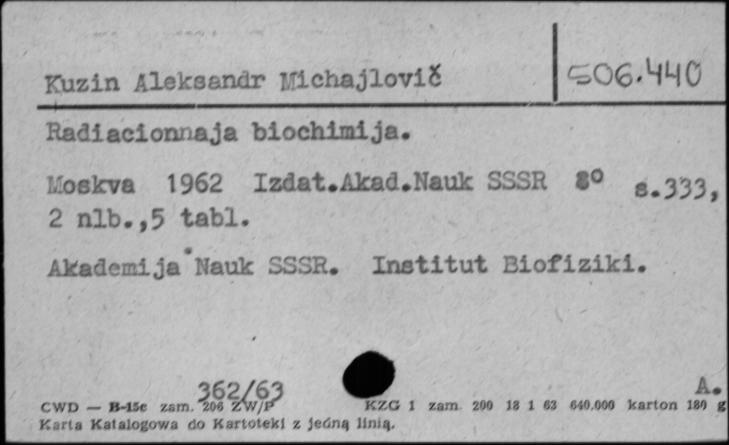 Kuzin Aleksandr Michajlovič 506.440
Radiacionnaja biochimija.
Moskva 1962 Izdat.Akad.Nauk SSSR 8º s.333,
2 nlb.,5 tabl.
Akademija Nauk SSSR. Institut Biofiziki.
362/63 A.
CWD — B-15c zam. 206 ZW/P KZG 1 zam. 200 18 1 63 640.000 karton 180 g
Karta Katalogowa do Kartoteki z jedną linią.